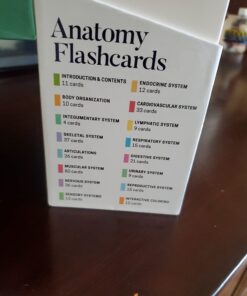 Anatomy
Flashcards
INTRODUCTION & CONTENTS
11 cards
BODY ORGANIZATION
10 cards
INTEGUMENTARY SYSTEM
4 cards
SKELETAL SYSTEM
37 cards
ARTICULATIONS
26 cards
MUSCULAR SYSTEM
80 cards
NERVOUS SYSTEM
cards
SENSORY SYSTEMS
cards
ENDOCRINE SYSTEM
12 cards
CARDIOVASCULAR SYSTEM
33 cards
LYMPHATIC SYSTEM
9 cards
RESPIRATORY SYSTEM
15 cards
DIGESTIVE SYSTEM
21 cards
URINARY SYSTEM
9 cards
REPRODUCTIVE SYSTEM
cards
INTERACTIVE COLORING
cards